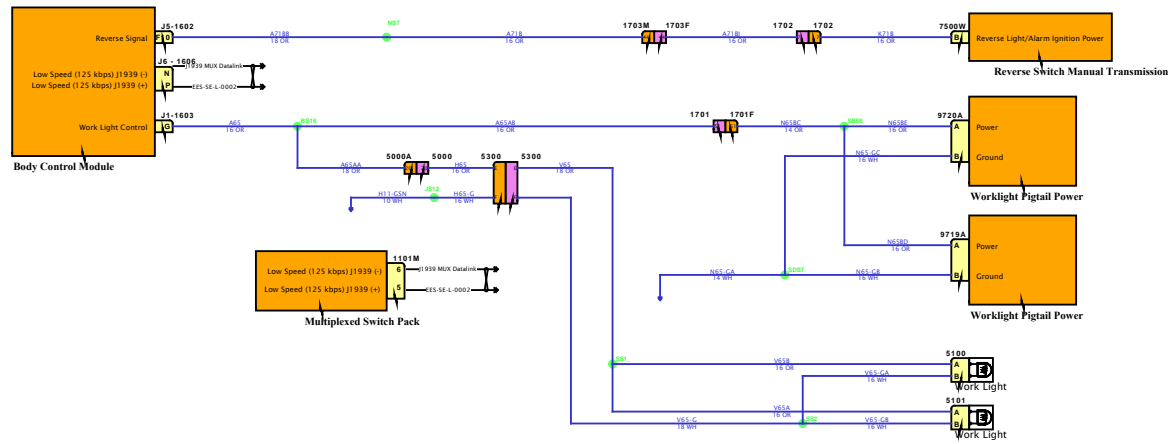 NS7
J5-1602
1703M 1703F
1702 1702
7500W
A71BB
18 OR
A71B
16 OR
A71BI
16 OR
K71B
16 OR
Reverse Signal
F 0
B
Reverse Light/Alarm Ignition Power
J6 - 1606
Reverse Switch Manual Transmission
J1939 MUX Datalink
Low Speed (125 kbps) J1939 (-)
N
Low Speed (125 kbps) J1939 (+)
P
EES-SE-L-0002
J1-1603
Work Light Control
G
A65
16 OR
BS16
A65AB
16 OR
1701 1701F
N65BC
14 OR
N65BE
16 OR
9720A
A
Power
Body Control Module
N65-GC
16 WH
B
Ground
5000A 5000
5300 5300
A65AA
18 OR
H65
16 OR
V65
18 OR
JS12
H11-GSN
10 WH
H65-G
16 WH
Worklight Pigtail Power
9719A
N65BD
16 OR
A
Power
1101M
Low Speed (125 kbps) J1939 (-)
6
J1939 MUX Datalink
Low Speed (125 kbps) J1939 (+)
5
EES-SE-L-0002
N65-GA
14 WH
N65-GB
16 WH
B
Ground
Multiplexed Switch Pack
Worklight Pigtail Power
SS1
V65B
16 OR
5100
A
V65-GA
16 WH
B
Work Light
V65A
16 OR
5101
A
V65-G
18 WH
SS2
V65-GB
16 WH
B
Work Light